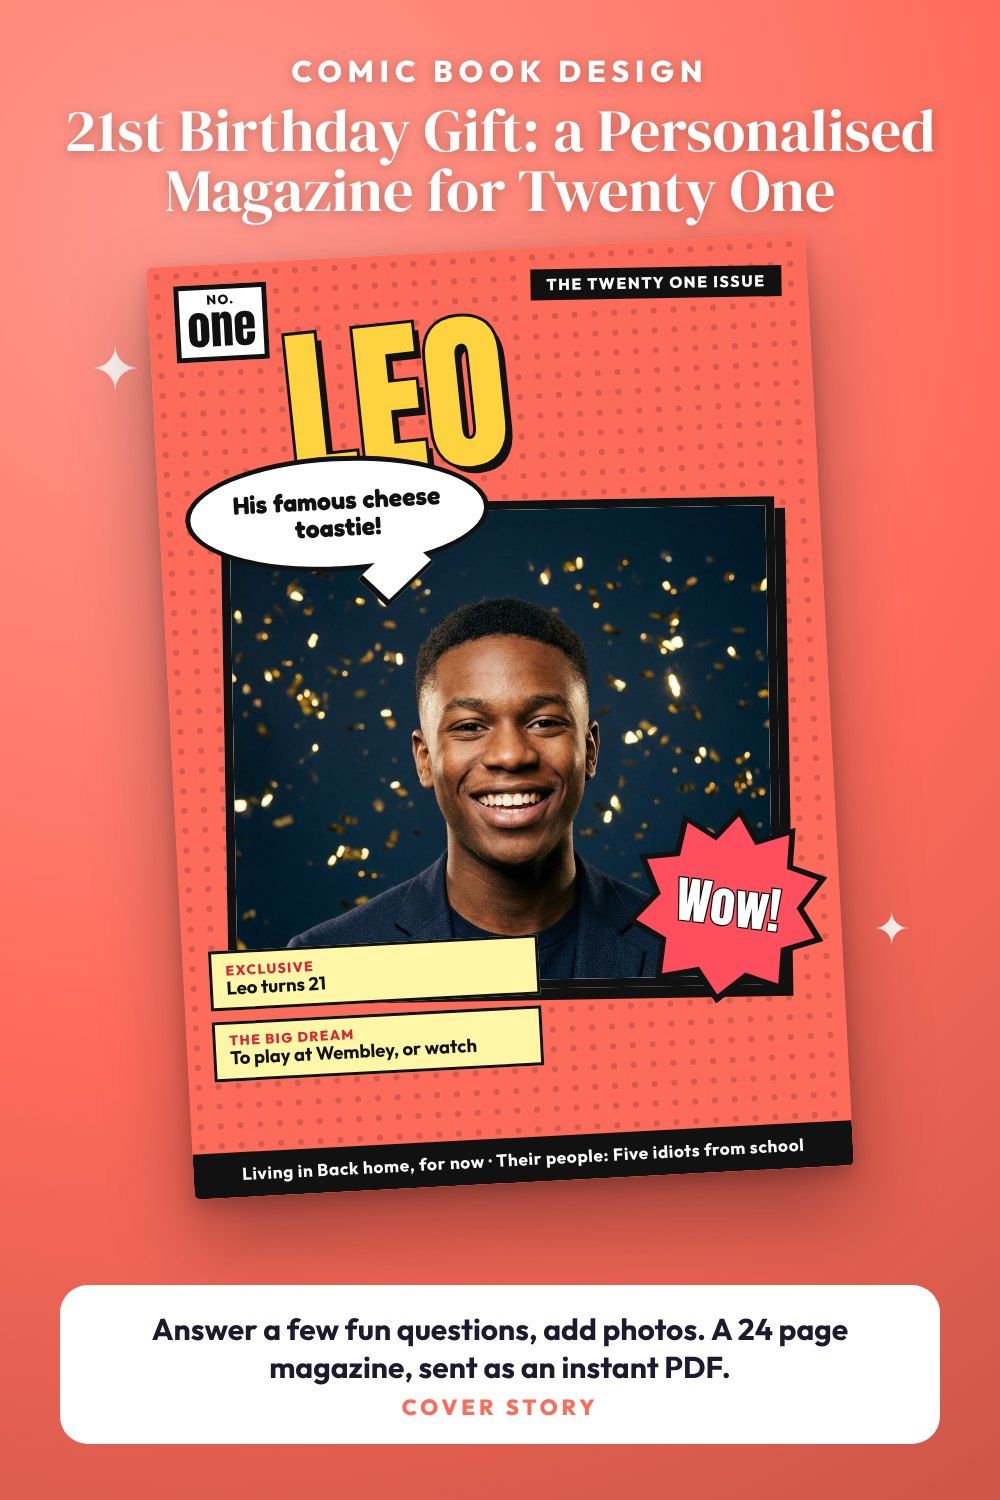 COMIC BOOK DESIGN
21st Birthday Gift: a Personalised
Magazine for Twenty One
NO.
one
THE TWENTY ONE ISSUE
LEO
His famous cheese
toastie!
Wow!
EXCLUSIVE
Leo turns 21
THE BIG DREAM
To play at Wembley, or watch
Living in Back home, for now · Their people: Five idiots from school
Answer a few fun questions, add photos. A 24 page
magazine, sent as an instant PDF.
COVER STORY